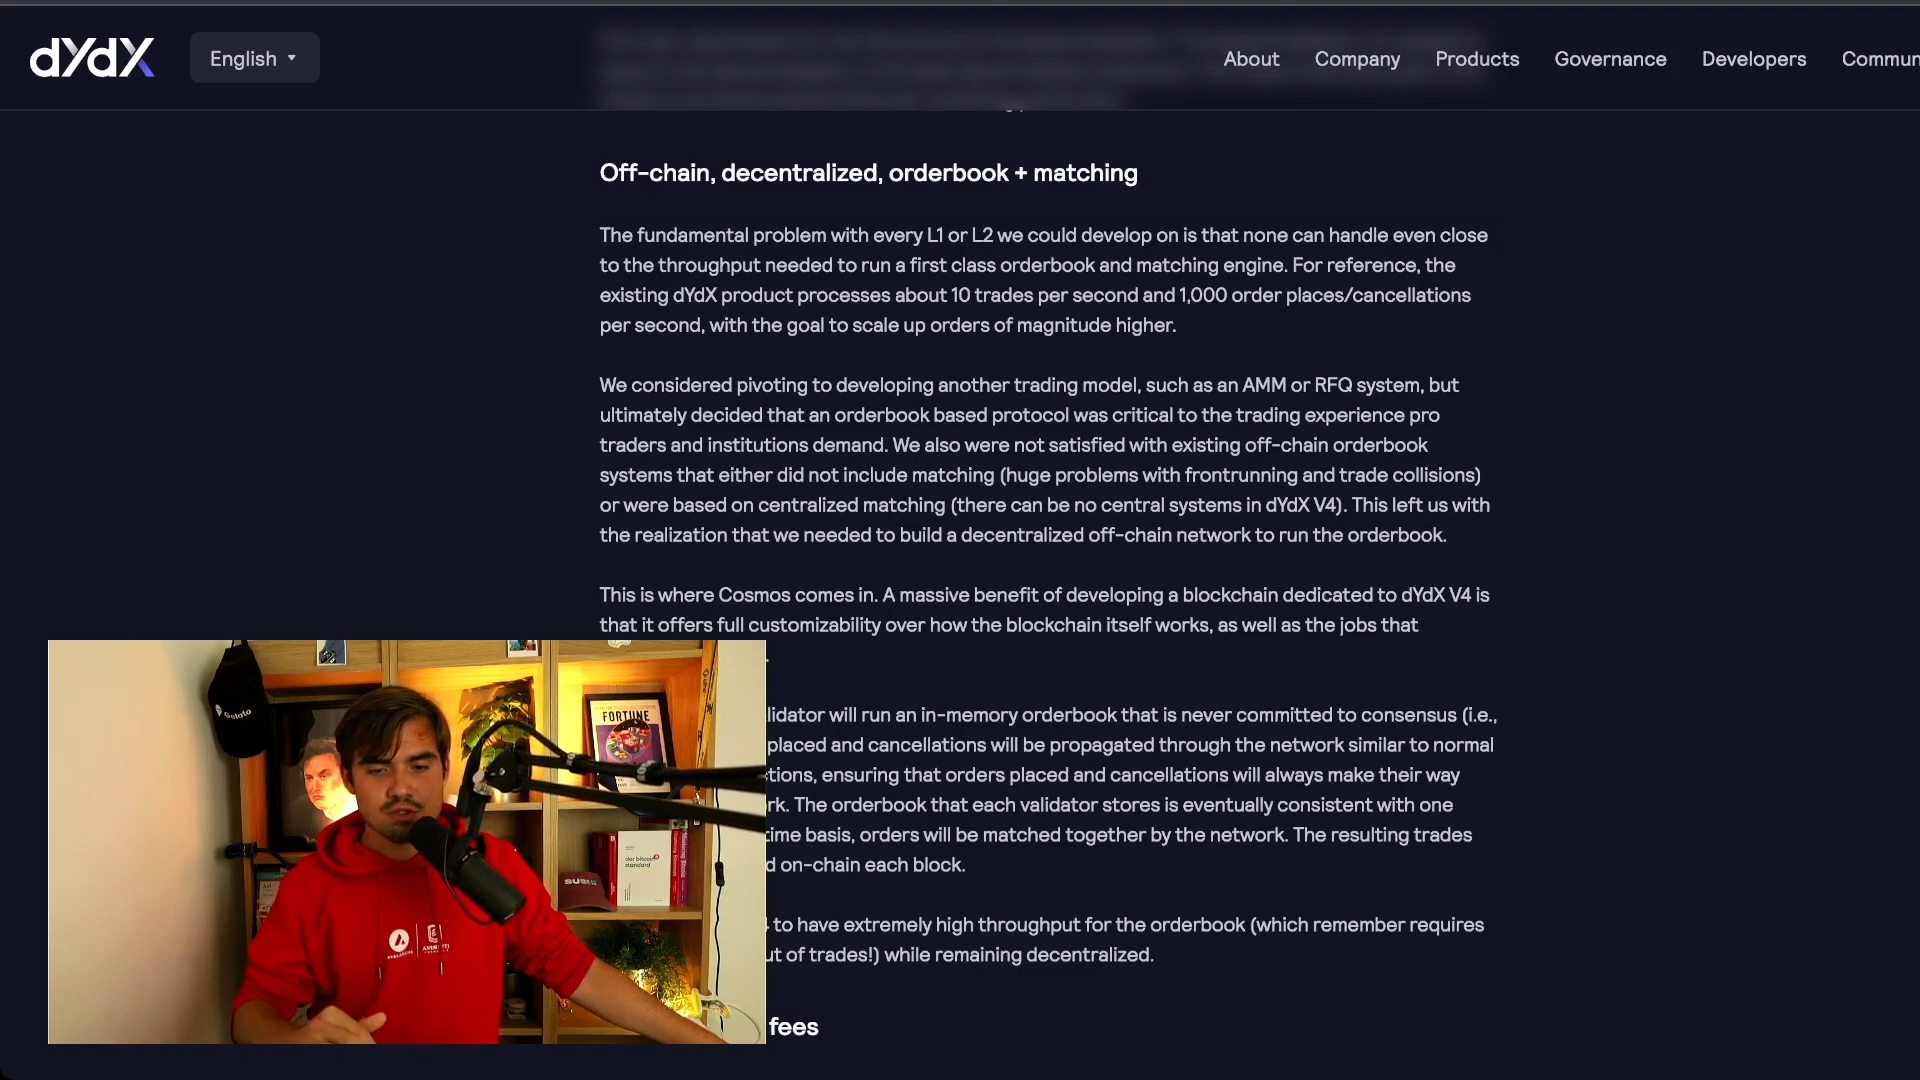 dYdX
English
About
Company
Products
Governance
Developers
Commun
Off-chain, decentralized, orderbook + matching
The fundamental problem with every L1 or L2 we could develop on is that none can handle even close
to the throughput needed to run a first class orderbook and matching engine. For reference, the
existing dYdX product processes about 10 trades per second and 1,000 order places/cancellations
per second, with the goal to scale up orders of magnitude higher.
We considered pivoting to developing another trading model, such as an AMM or RFQ system, but
ultimately decided that an orderbook based protocol was critical to the trading experience pro
traders and institutions demand. We also were not satisfied with existing off-chain orderbook
systems that either did not include matching (huge problems with frontrunning and trade collisions)
or were based on centralized matching (there can be no central systems in dYdX V4). This left us with
the realization that we needed to build a decentralized off-chain network to run the orderbook.
This is where Cosmos comes in. A massive benefit of developing a blockchain dedicated to dYdX V4 is
that it offers full customizability over how the blockchain itself works, as well as the jobs that
lidator will run an in-memory orderbook that is never committed to consensus (i.e.,
placed and cancellations will be propagated through the network similar to normal
tions, ensuring that orders placed and cancellations will always make their way
rk. The orderbook that each validator stores is eventually consistent with one
time basis, orders will be matched together by the network. The resulting trades
d on-chain each block.
to have extremely high throughput for the orderbook (which remember requires
ut of trades!) while remaining decentralized.
fees
Gelato
FORTUNE
der bitcoin
standard
SUSHI
AVALANCHE
ANDRETTI